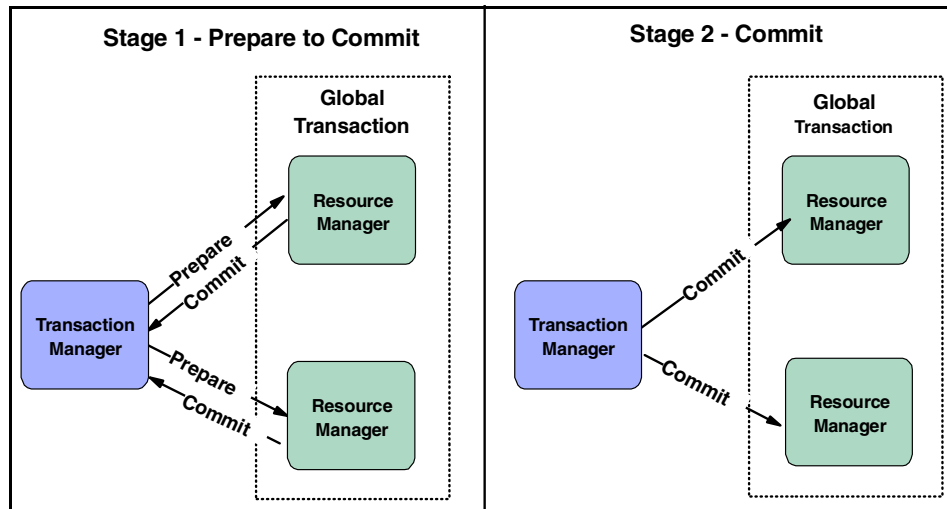 Stage 1 - Prepare to Commit
Global
Transaction
Resource
Manager
Prepare
Commit
Transaction
Manager
Prepare
Commit
Resource
Manager
Stage 2 - Commit
Global
Transaction
Resource
Manager
Commit
Transaction
Manager
Commit
Resource
Manager